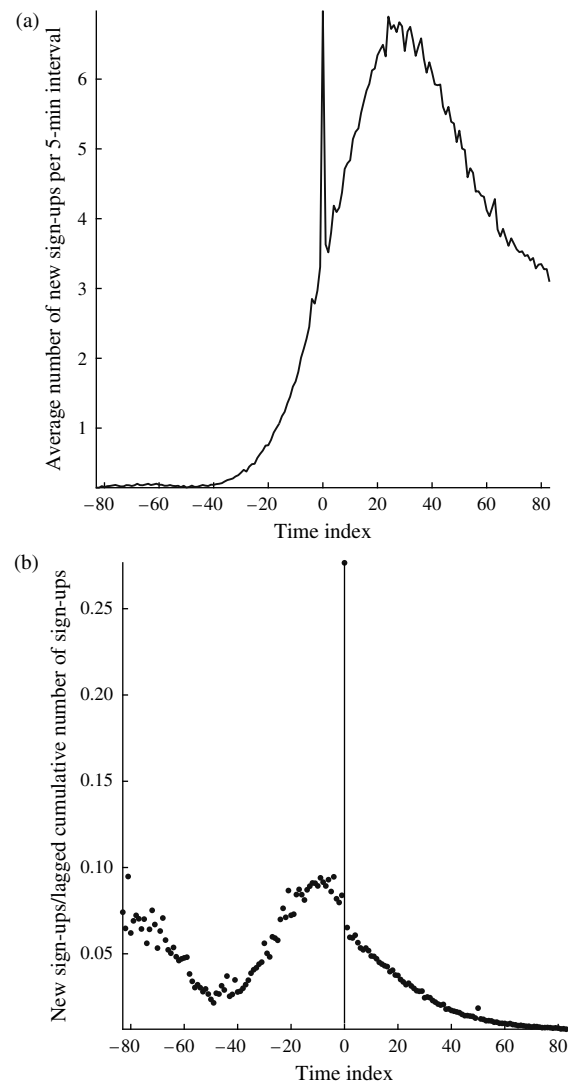 (a)
Average number of new sign-ups per 5-min interval
6
5
4
3
2
1
−80 −60 −40 −20 0 20 40 60 80
Time index
(b)
New sign-ups/lagged cumulative number of sign-ups
0.25
0.20
0.15
0.10
0.05
−80 −60 −40 −20 0 20 40 60 80
Time index